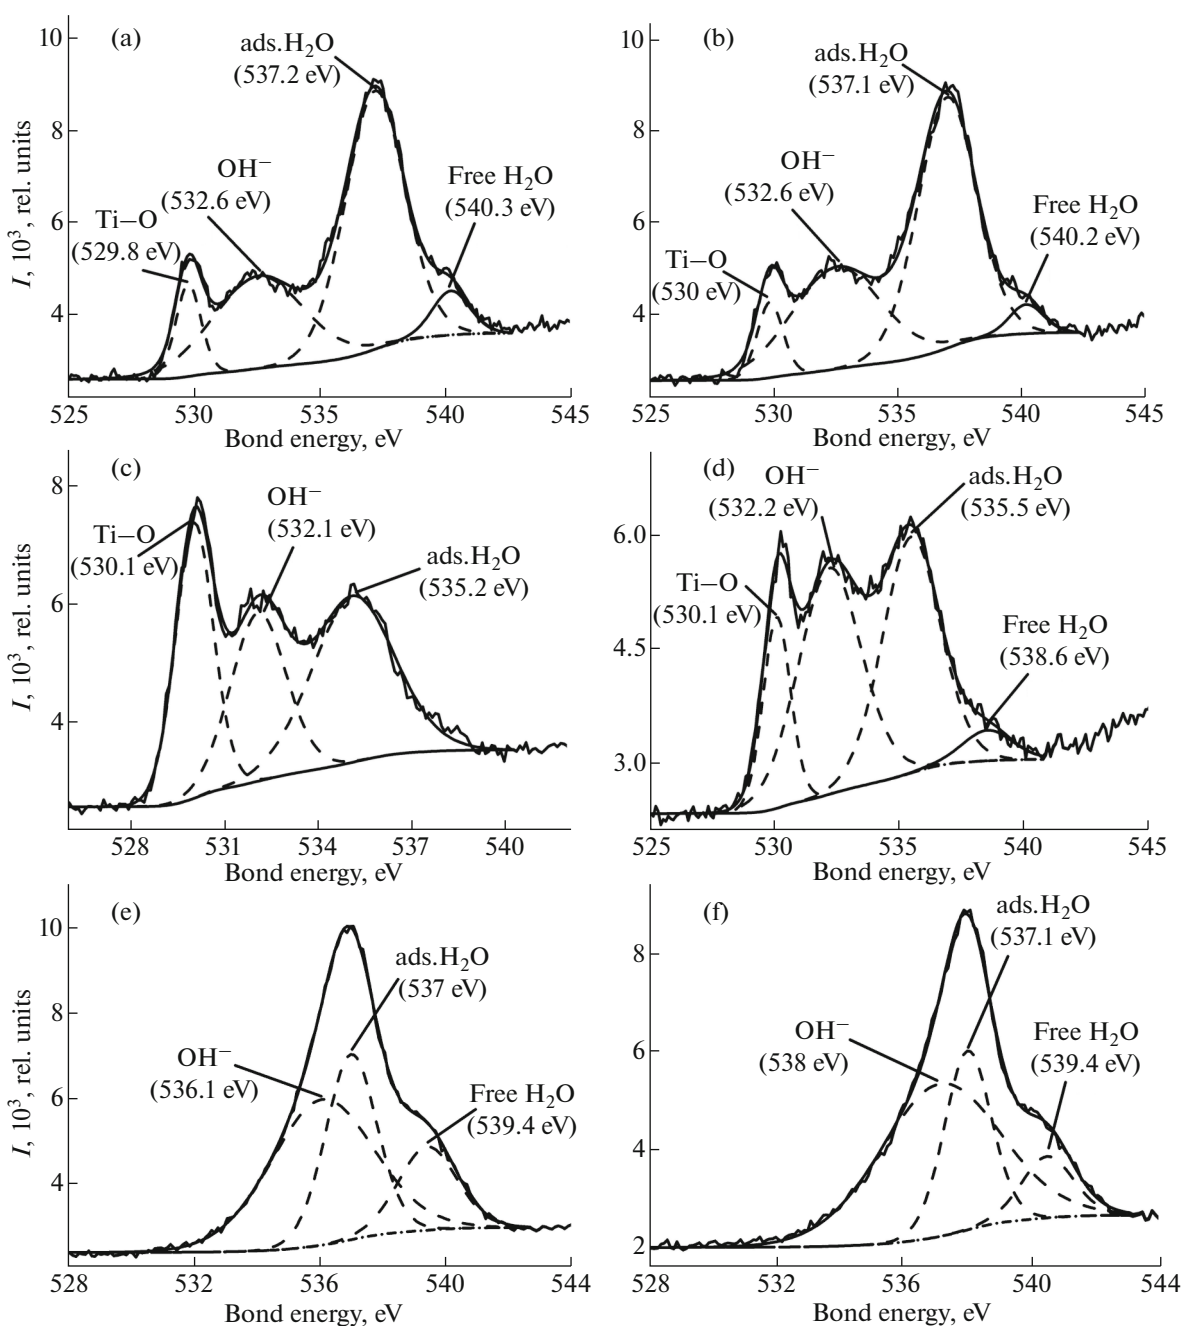 (a)
10
8
6
4
I, 10³, rel. units
ads.H₂O
(537.2 eV)
OH⁻
(532.6 eV)
Ti–O
(529.8 eV)
Free H₂O
(540.3 eV)
525 530 535 540 545
Bond energy, eV
(b)
10
8
6
4
ads.H₂O
(537.1 eV)
OH⁻
(532.6 eV)
Ti–O
(530 eV)
Free H₂O
(540.2 eV)
525 530 535 540 545
Bond energy, eV
(c)
8
6
4
I, 10³, rel. units
OH⁻
(532.1 eV)
Ti–O
(530.1 eV)
ads.H₂O
(535.2 eV)
528 531 534 537 540
Bond energy, eV
(d)
6.0
4.5
3.0
OH⁻
(532.2 eV)
ads.H₂O
(535.5 eV)
Ti–O
(530.1 eV)
Free H₂O
(538.6 eV)
525 530 535 540 545
Bond energy, eV
(e)
10
8
6
4
I, 10³, rel. units
ads.H₂O
(537 eV)
OH⁻
(536.1 eV)
Free H₂O
(539.4 eV)
528 532 536 540 544
Bond energy, eV
(f)
8
6
4
2
ads.H₂O
(537.1 eV)
OH⁻
(538 eV)
Free H₂O
(539.4 eV)
528 532 536 540 544
Bond energy, eV